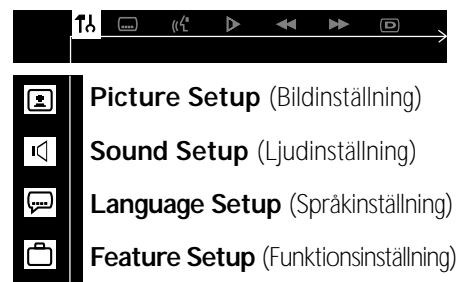 Picture Setup (Bildinställning)
Sound Setup (Ljudinställning)
Language Setup (Språkinställning)
Feature Setup (Funktionsinställning)